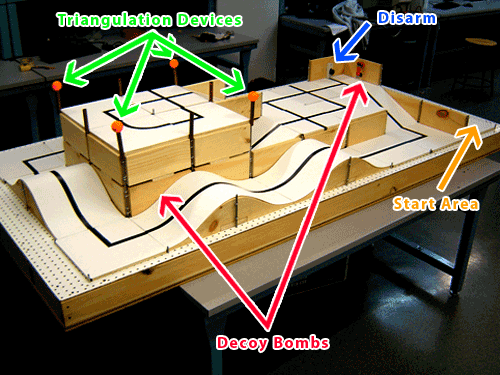 Triangulation Devices
Disarm
Start Area
Decoy Bombs